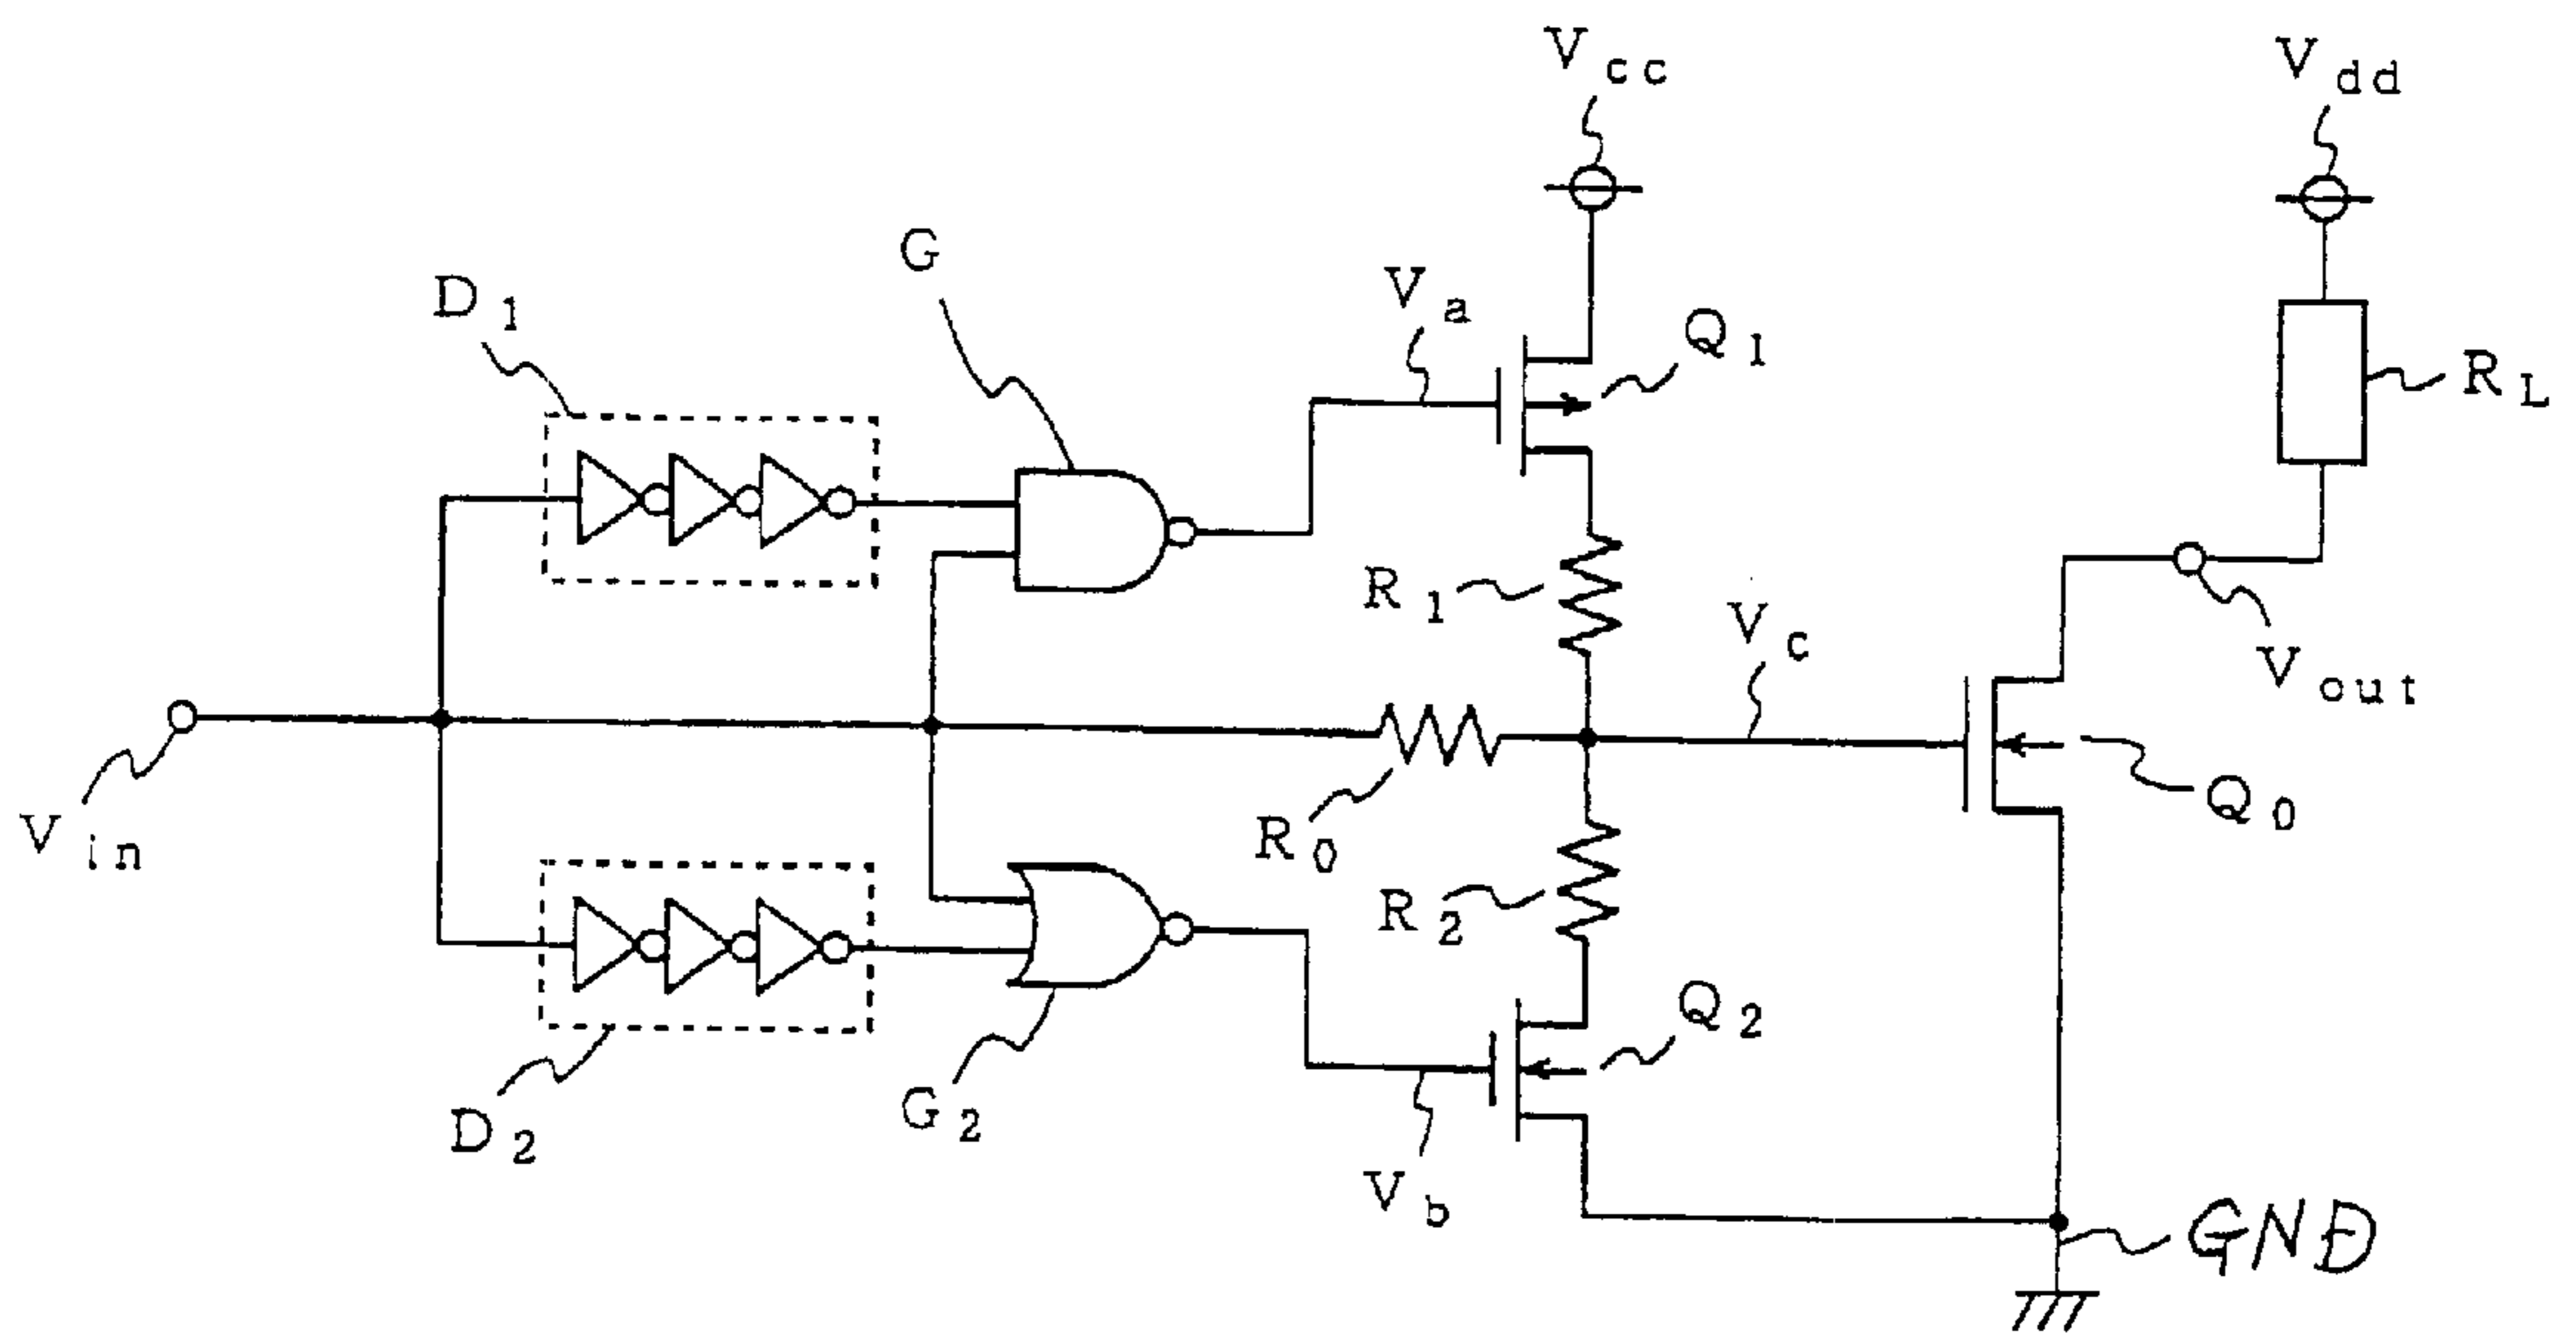 Vcc
Vdd
G
D1
Va
Q1
RL
R1
Vc
Vout
Vin
R0
Q0
R2
Q2
G2
D2
Vb
GND